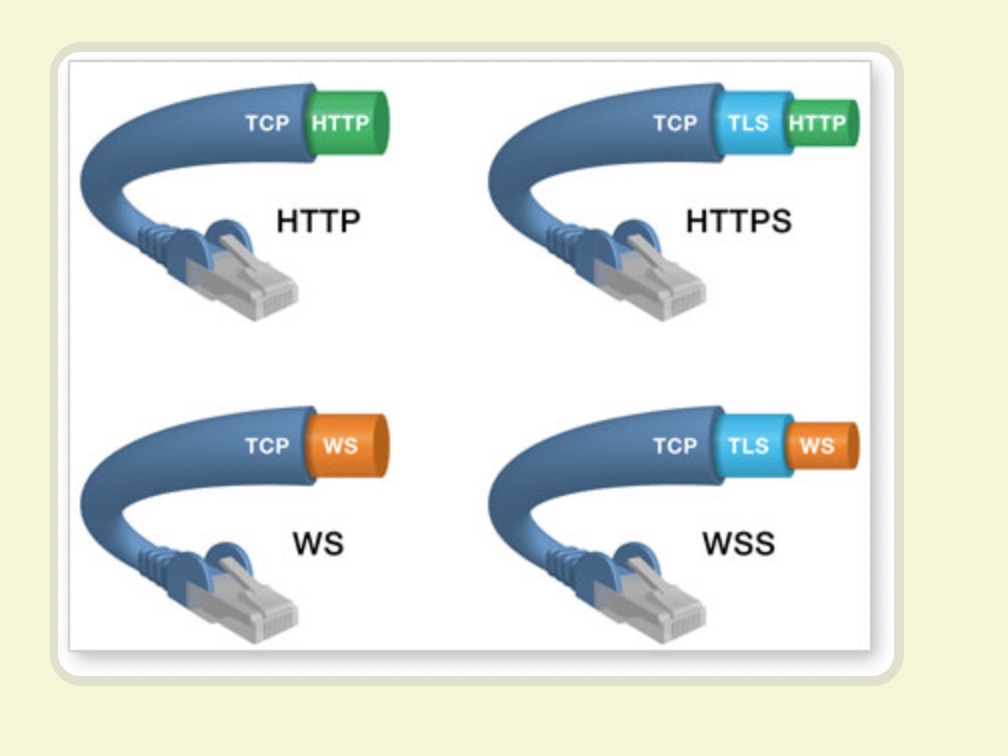 TCP HTTP
HTTP
TCP TLS HTTP
HTTPS
TCP WS
WS
TCP TLS WS
WSS